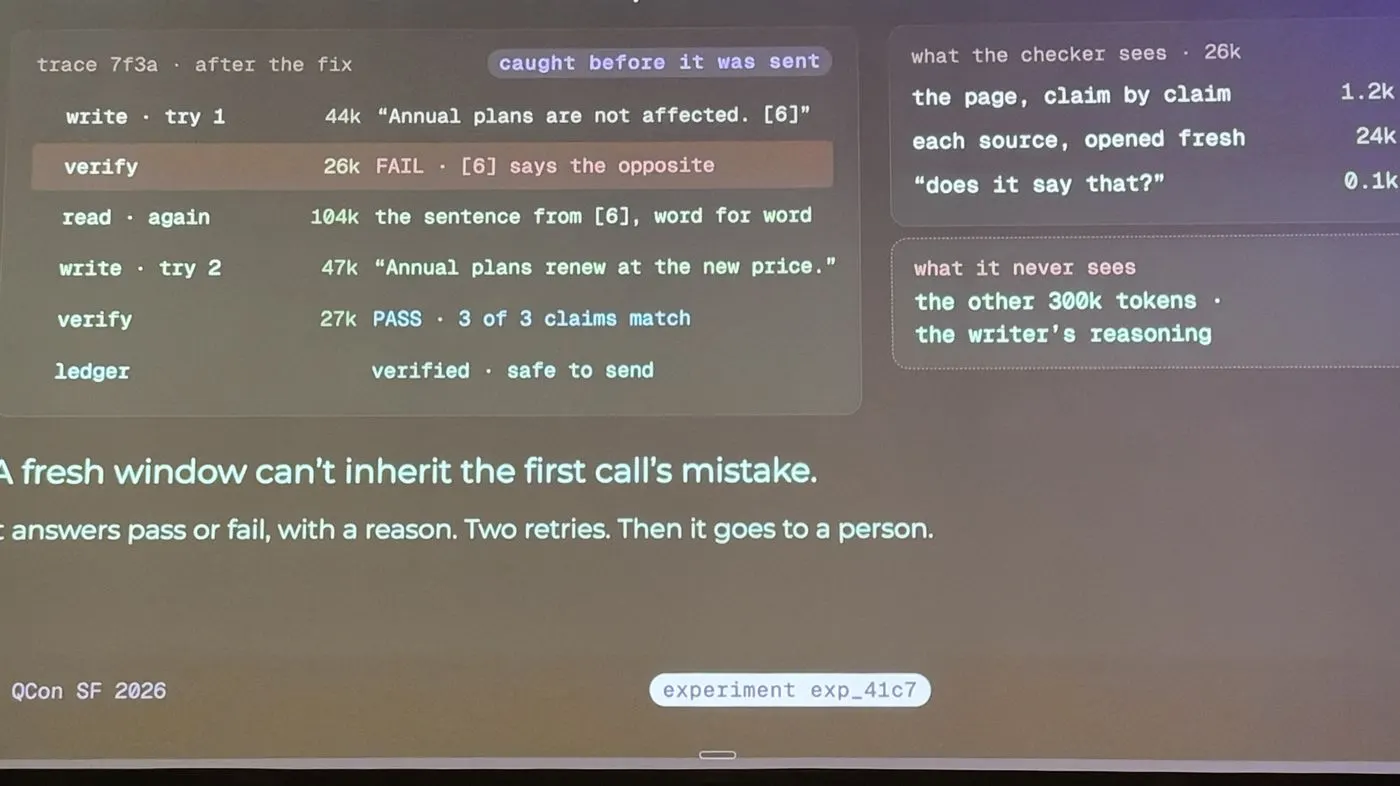 trace 7f3a · after the fix
caught before it was sent
write · try 1 44k “Annual plans are not affected. [6]”
verify 26k FAIL · [6] says the opposite
read · again 104k the sentence from [6], word for word
write · try 2 47k “Annual plans renew at the new price.”
verify 27k PASS · 3 of 3 claims match
ledger verified · safe to send
what the checker sees · 26k
the page, claim by claim 1.2k
each source, opened fresh 24k
“does it say that?” 0.1k
what it never sees
the other 300k tokens ·
the writer’s reasoning
A fresh window can’t inherit the first call’s mistake.
answers pass or fail, with a reason. Two retries. Then it goes to a person.
QCon SF 2026
experiment exp_41c7